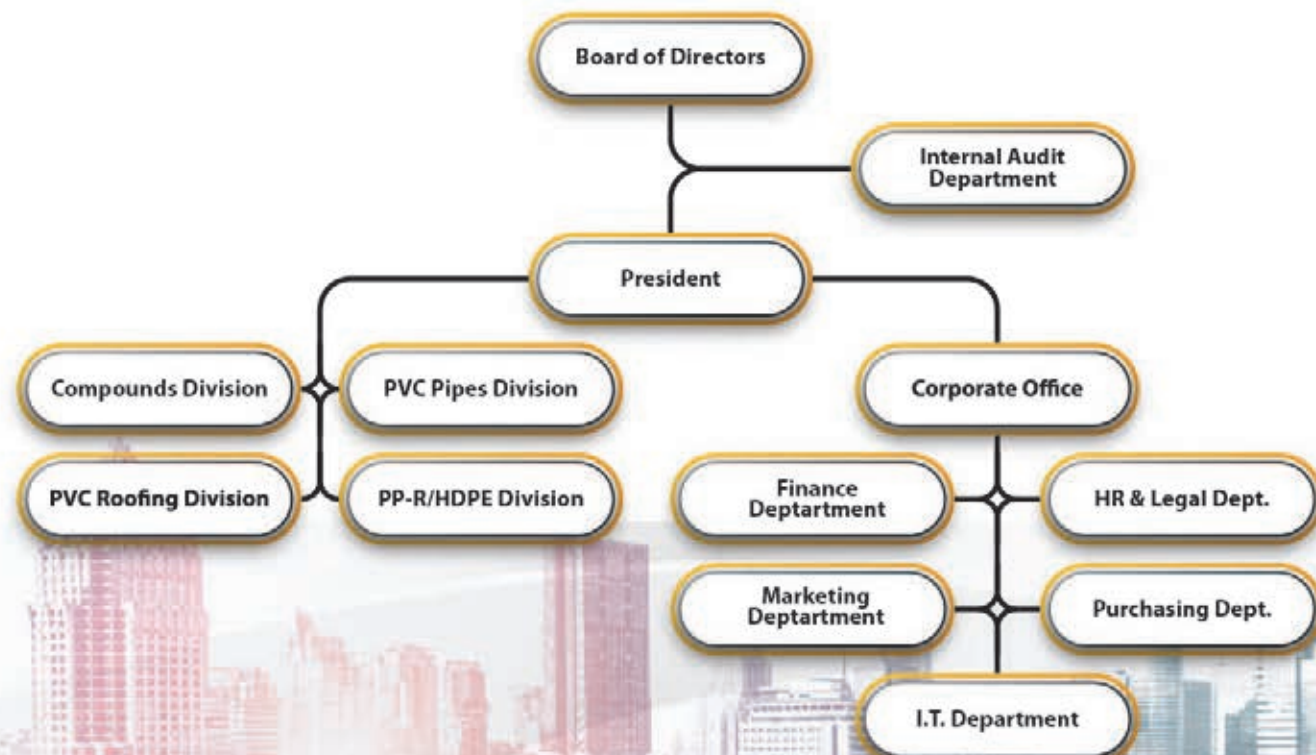 Board of Directors
Internal Audit
Department
President
Compounds Division
PVC Pipes Division
Corporate Office
PVC Roofing Division
PP-R/HDPE Division
Finance
Deptartment
HR & Legal Dept.
Marketing
Deptartment
Purchasing Dept.
I.T. Department